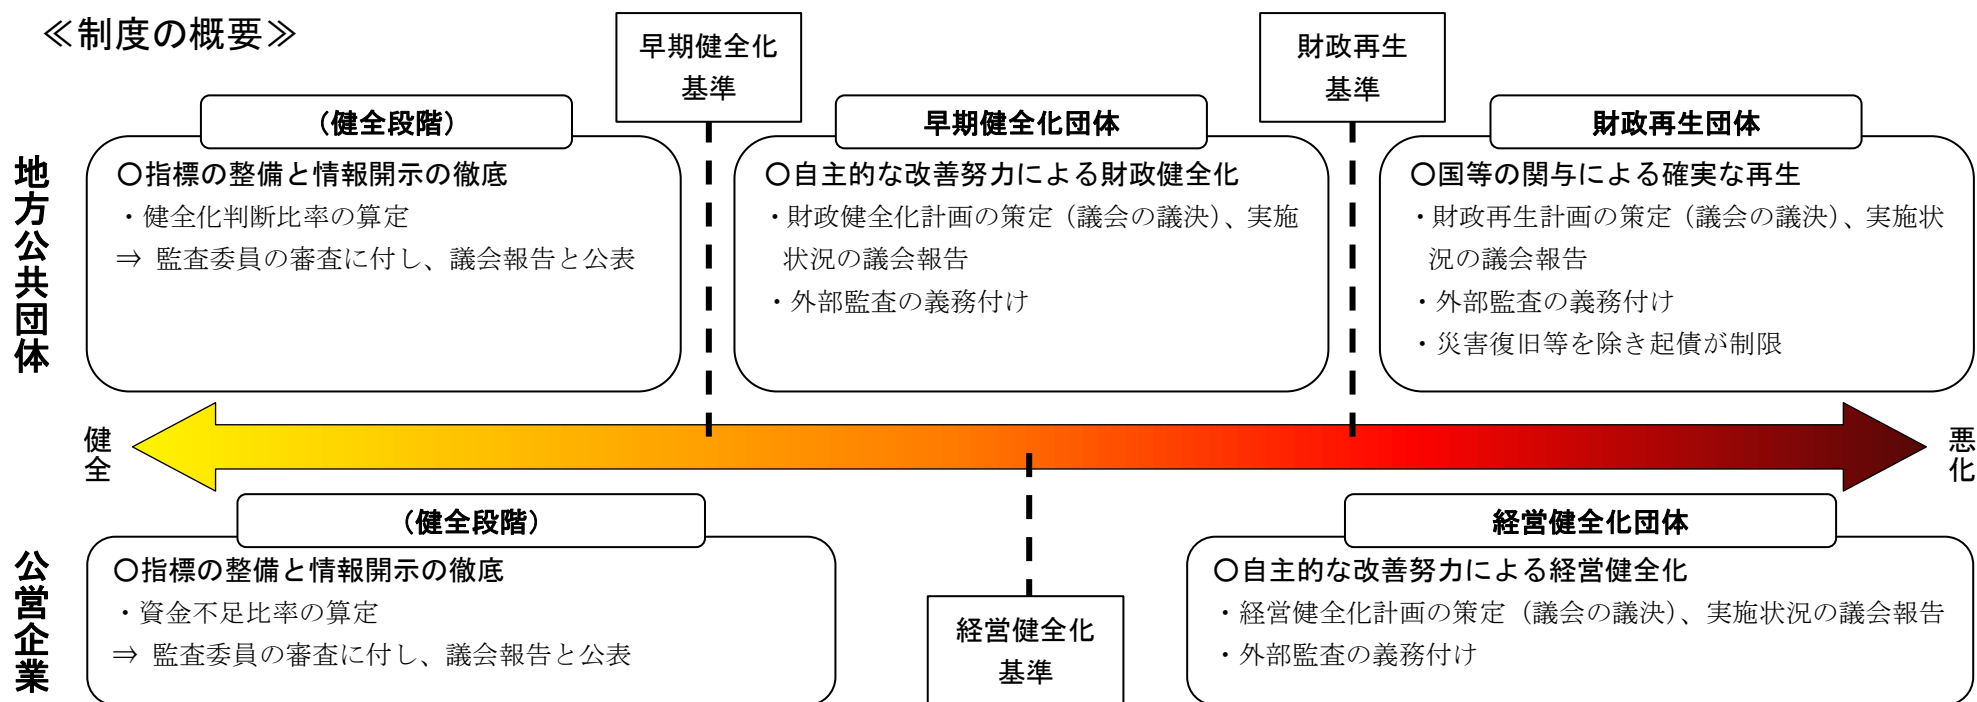 ≪制度の概要≫
早期健全化
基準
財政再生
基準
地方公共団体
（健全段階）
○指標の整備と情報開示の徹底
・健全化判断比率の算定
⇒ 監査委員の審査に付し、議会報告と公表
早期健全化団体
○自主的な改善努力による財政健全化
・財政健全化計画の策定（議会の議決）、実施
状況の議会報告
・外部監査の義務付け
財政再生団体
○国等の関与による確実な再生
・財政再生計画の策定（議会の議決）、実施状
況の議会報告
・外部監査の義務付け
・災害復旧等を除き起債が制限
健全
悪化
公営企業
（健全段階）
○指標の整備と情報開示の徹底
・資金不足比率の算定
⇒ 監査委員の審査に付し、議会報告と公表
経営健全化
基準
経営健全化団体
○自主的な改善努力による経営健全化
・経営健全化計画の策定（議会の議決）、実施状況の議会報告
・外部監査の義務付け